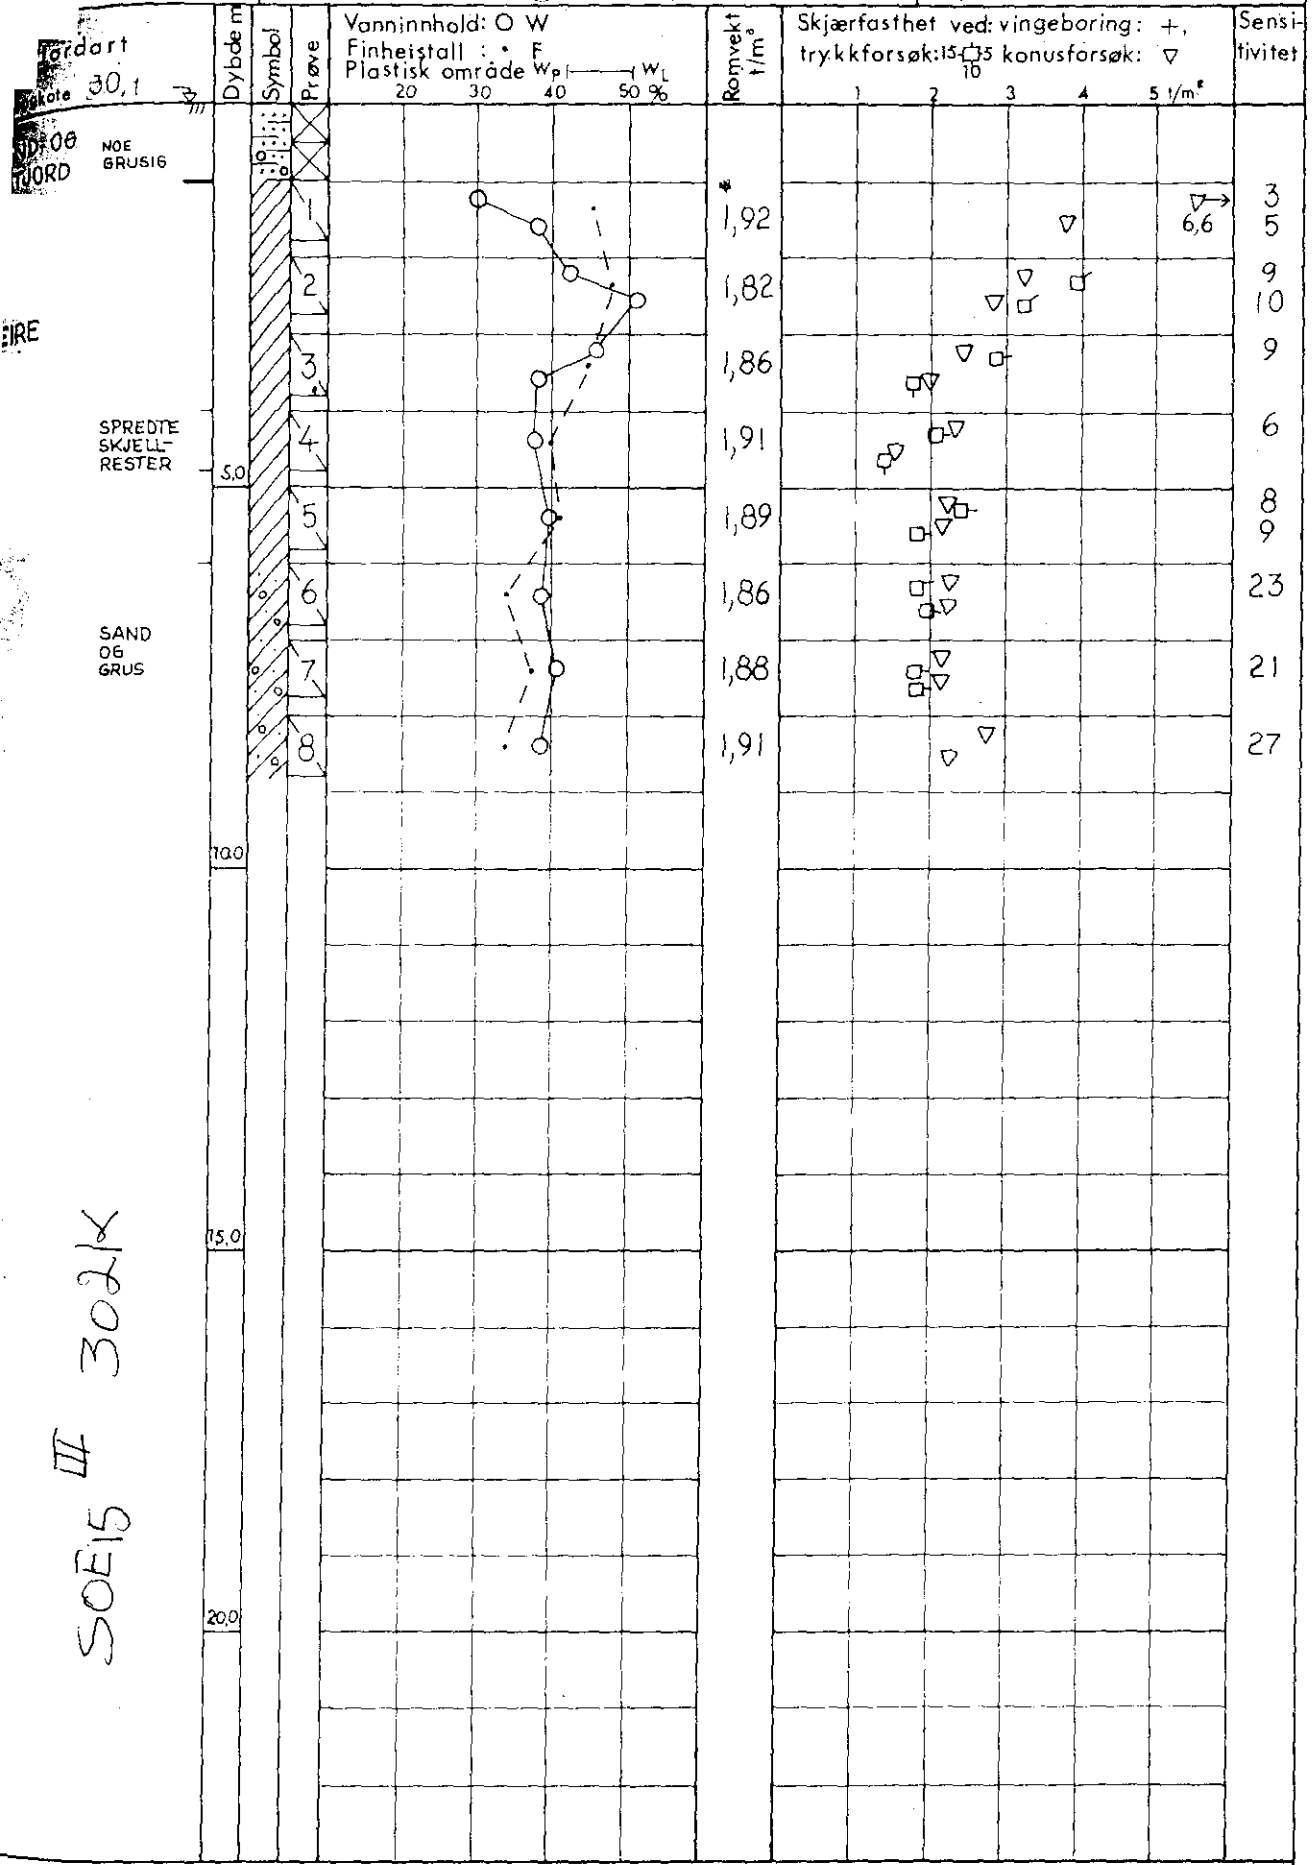 Jordart
kote 30,1
Dybde m
Symbol
Prøve
Vanninnhold: O W
Finhetstall : • F
Plastisk område Wp WL
20 30 40 50 %
Romvekt t/m³
Skjærfasthet ved: vingeboring: +,
trykkforsøk: 15 35 konusforsøk: ▽
10
1 2 3 4 5 t/m²
Sensi-
tivitet
OG
NOE
GRUSIG
JORD
1 1,92 6,6 3
5
2 1,82 9
10
EIRE
3 1,86 9
SPREDTE
SKJELL-
RESTER
4 1,91 6
5,0
5 1,89 8
9
6 1,86 23
SAND
OG
GRUS
7 1,88 21
8 1,91 27
10,0
15,0
20,0
SOE15 III 302K